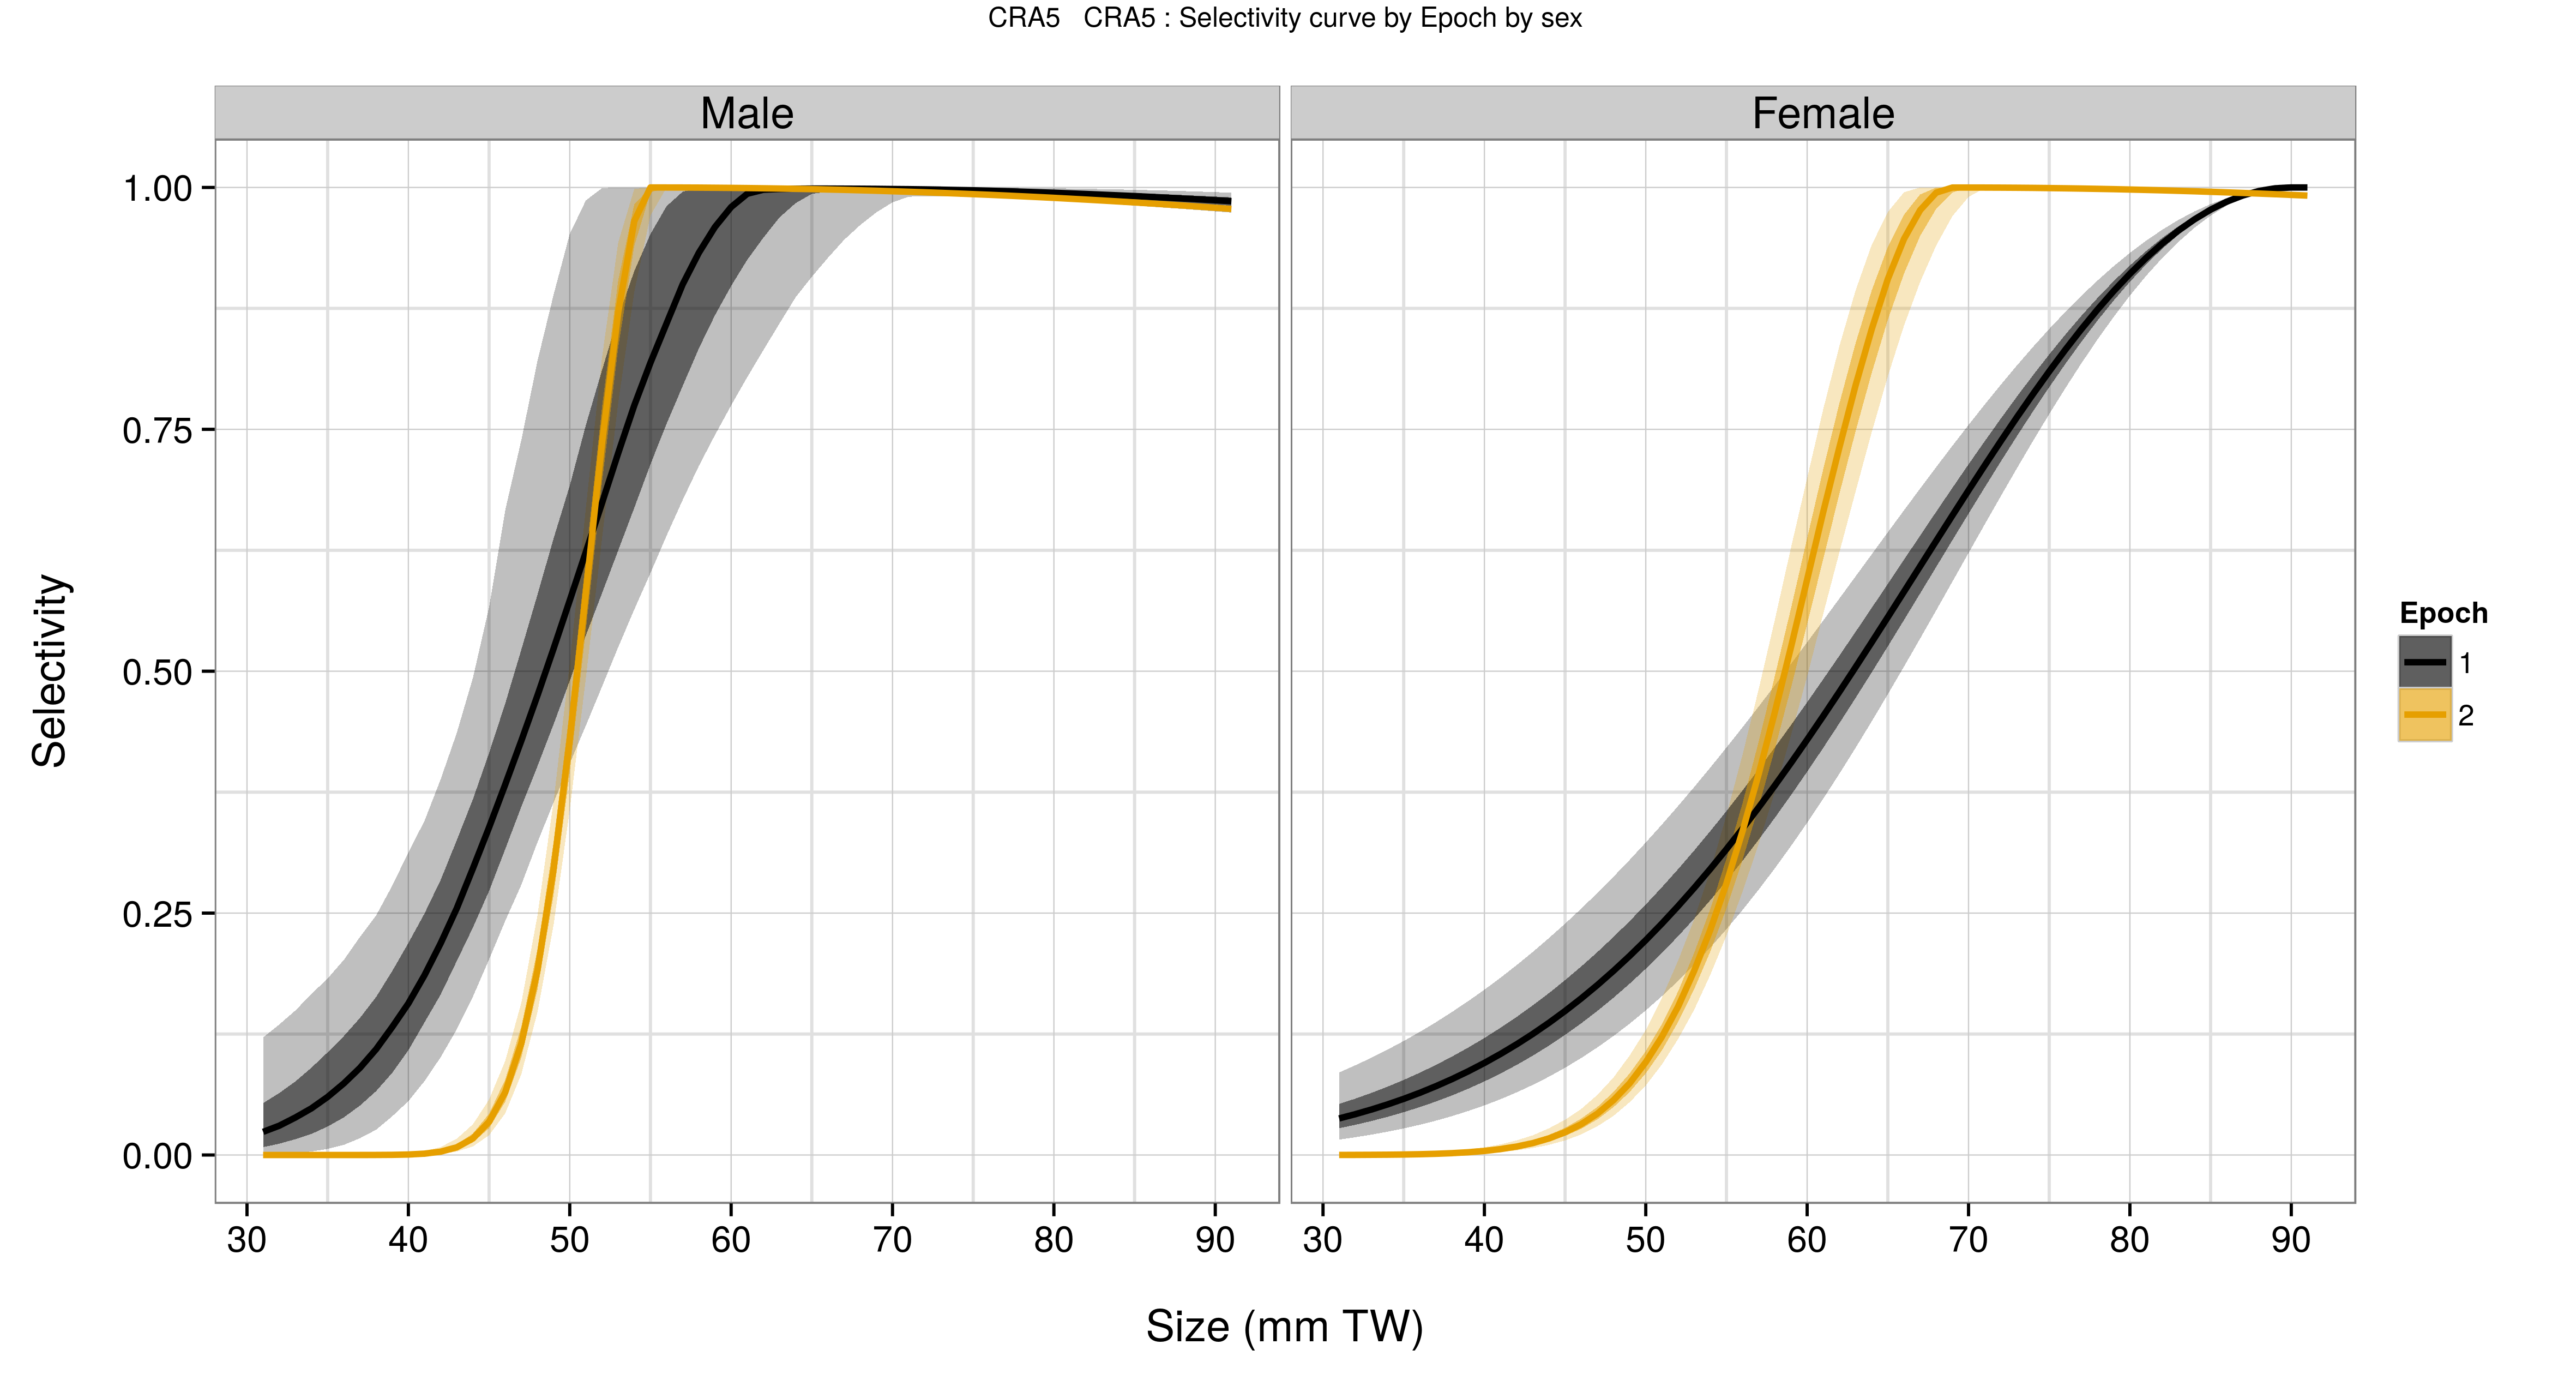 CRA5 CRA5 : Selectivity curve by Epoch by sex
Male Female
1.00
0.75
0.50
0.25
0.00
Selectivity
30 40 50 60 70 80 90 30 40 50 60 70 80 90
Size (mm TW)
Epoch
1
2